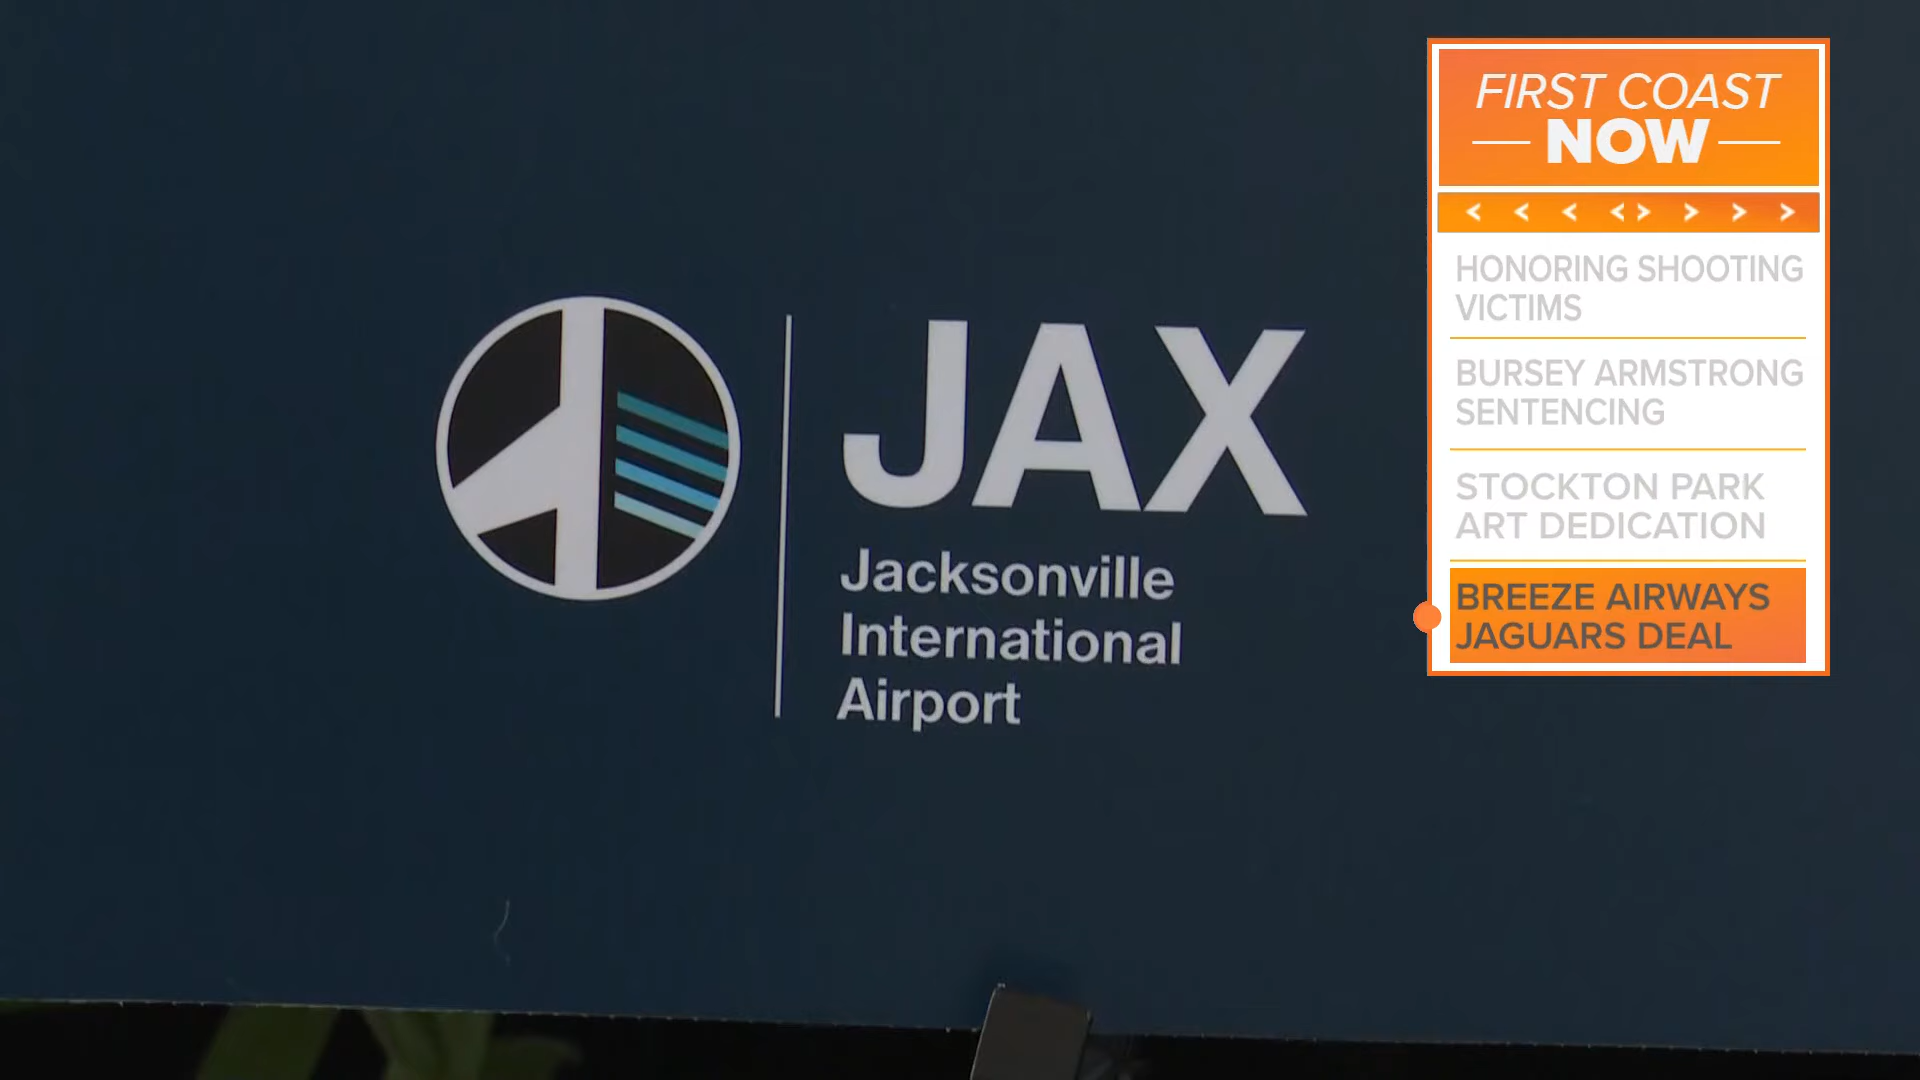 JAX
Jacksonville
International
Airport
FIRST COAST
NOW
HONORING SHOOTING
VICTIMS
BURSEY ARMSTRONG
SENTENCING
STOCKTON PARK
ART DEDICATION
BREEZE AIRWAYS
JAGUARS DEAL